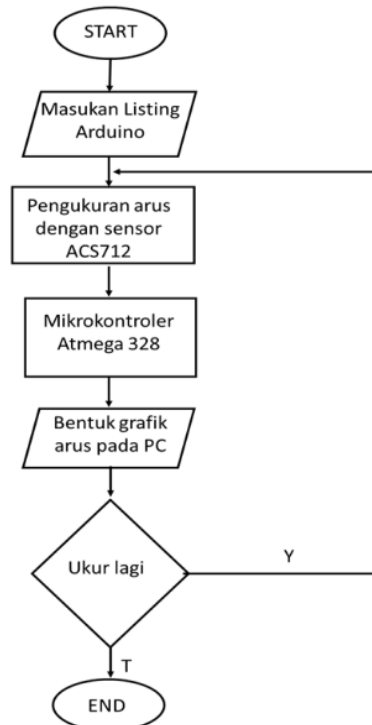 START
Masukan Listing
Arduino
Pengukuran arus
dengan sensor
ACS712
Mikrokontroler
Atmega 328
Bentuk grafik
arus pada PC
Ukur lagi
Y
T
END